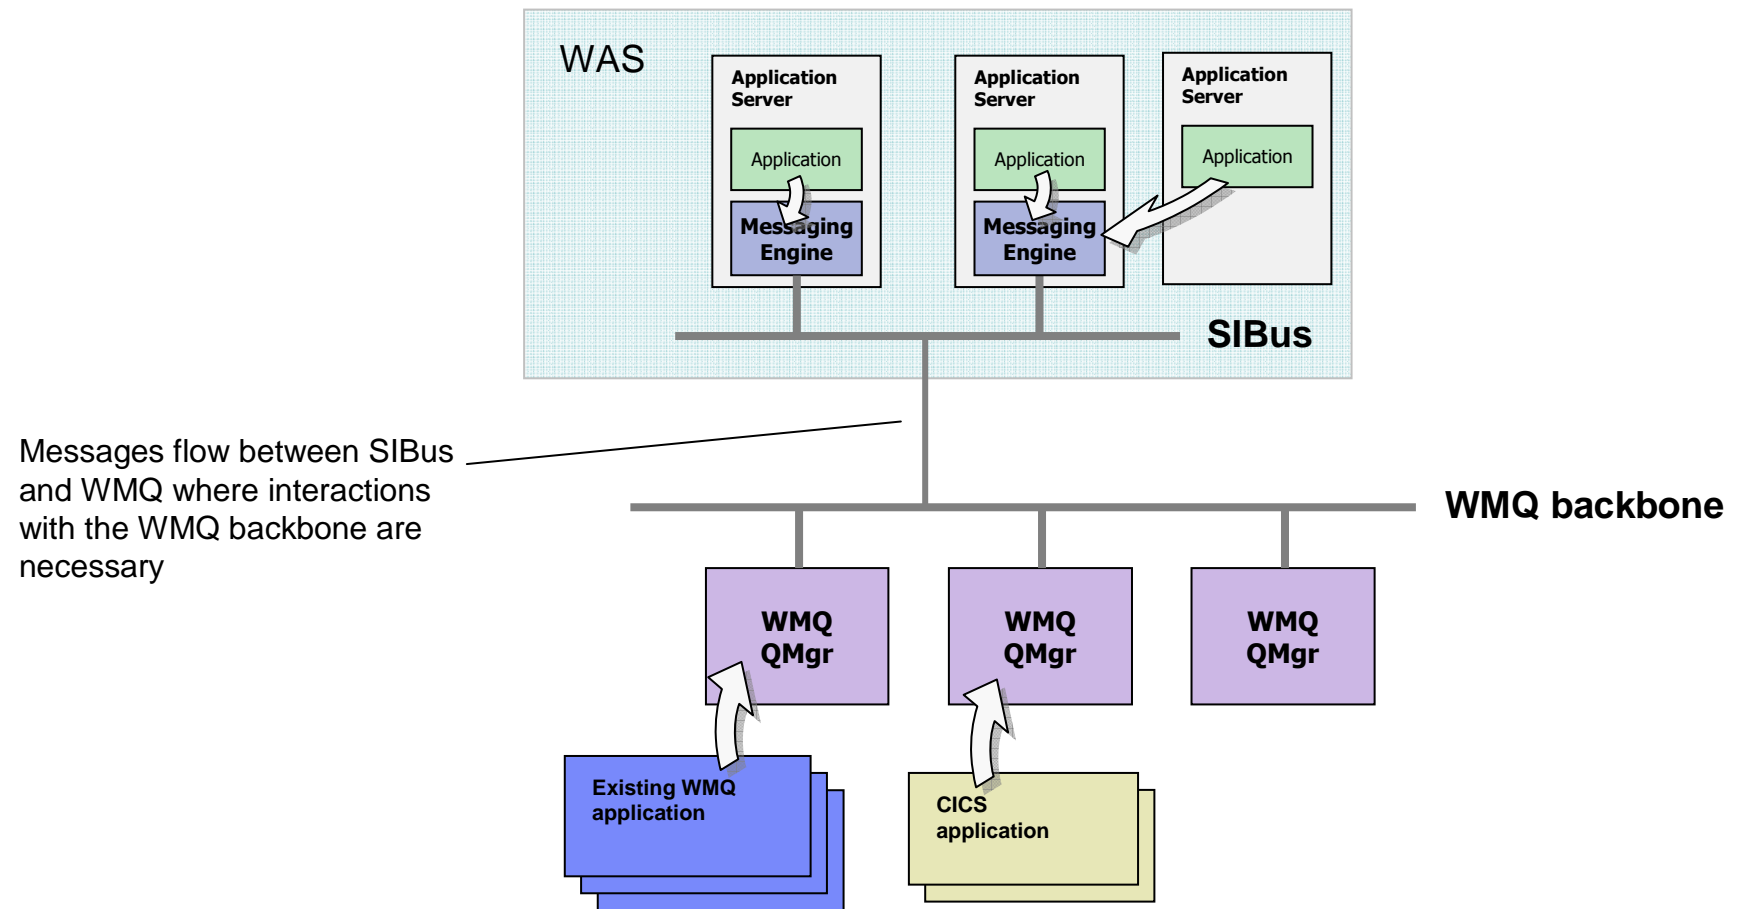 WAS
Application
Server
Application
Messaging
Engine
Application
Server
Application
Messaging
Engine
Application
Server
Application
SIBus
Messages flow between SIBus
and WMQ where interactions
with the WMQ backbone are
necessary
WMQ backbone
WMQ
QMgr
WMQ
QMgr
WMQ
QMgr
Existing WMQ
application
CICS
application